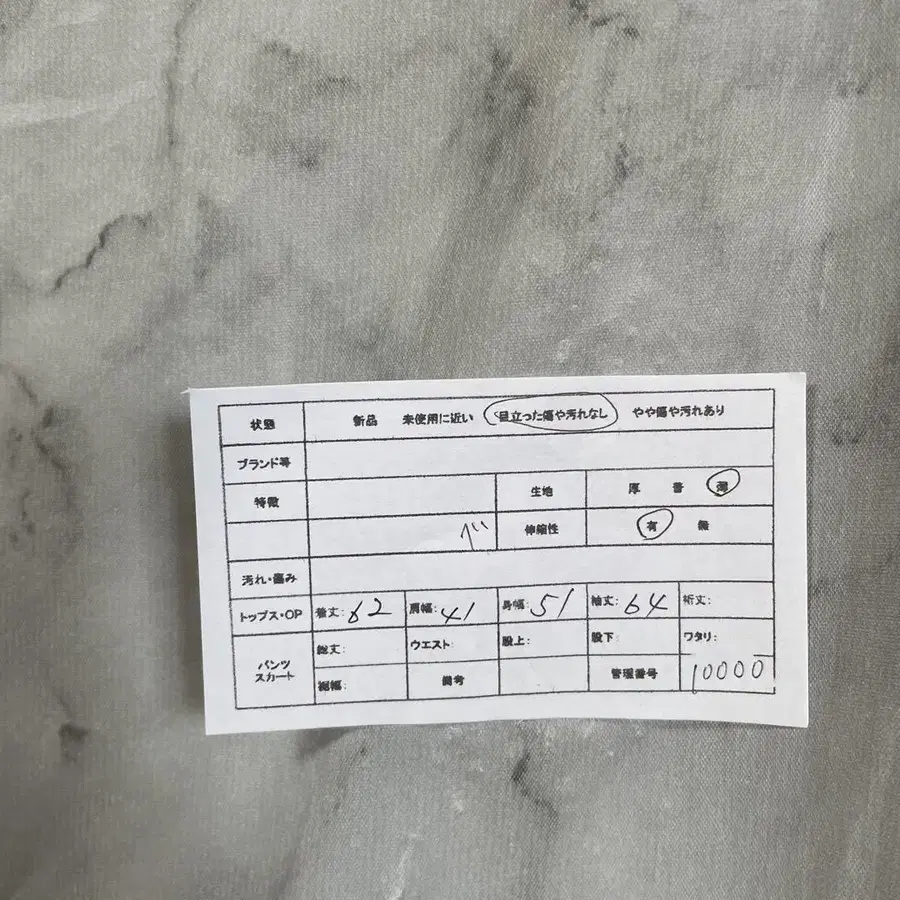 状態 新品 未使用に近い 目立った傷や汚れなし やや傷や汚れあり
ブランド等
特徴 生地 厚 普 薄
伸縮性 有 無
汚れ・傷み
トップス・OP 着丈: 62 肩幅: 41 身幅: 51 袖丈: 64 裄丈:
パンツ スカート 総丈: ウエスト: 股上: 股下: ワタリ:
裾幅: 備考 管理番号 10000